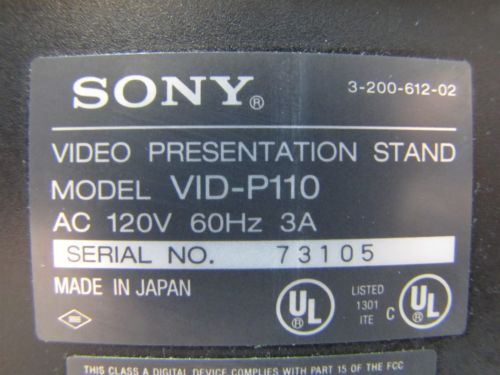 SONY® 3-200-612-02
VIDEO PRESENTATION STAND
MODEL VID-P110
AC 120V 60Hz 3A
SERIAL NO. 73105
MADE IN JAPAN
UL® LISTED 1301 ITE C UL®
THIS CLASS A DIGITAL DEVICE COMPLIES WITH PART 15 OF THE FCC